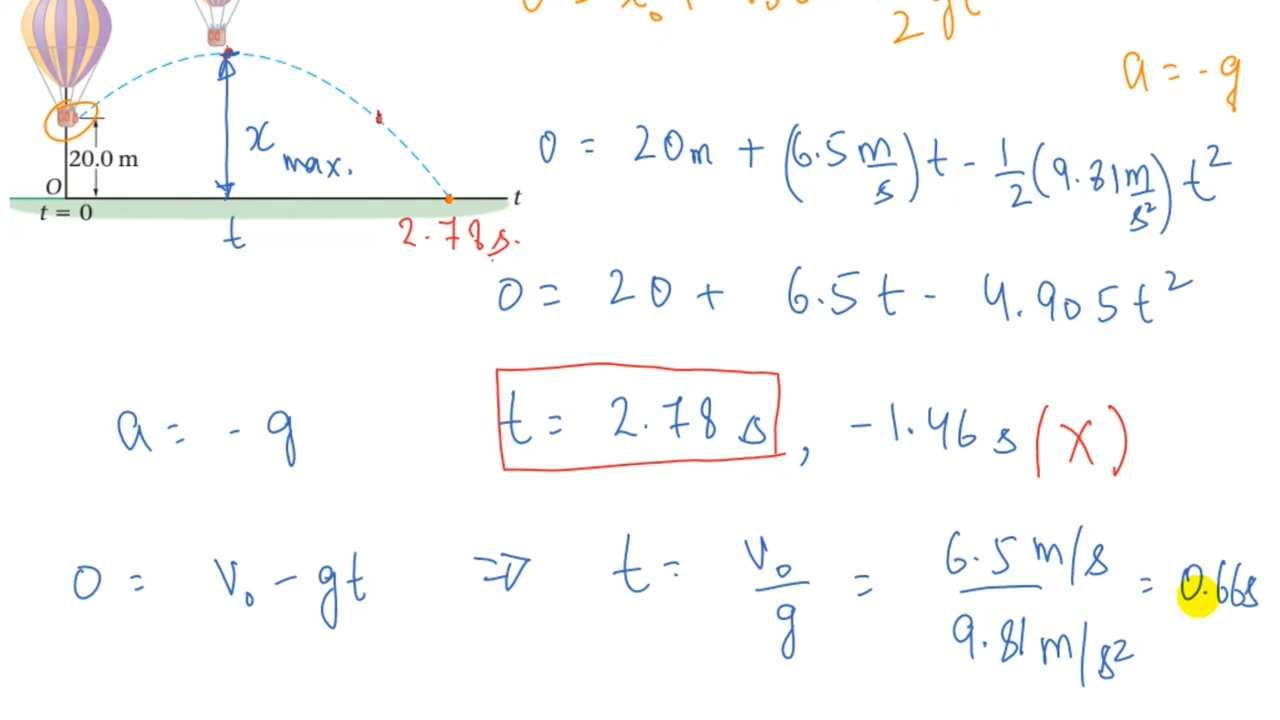 a = -g
x max.
0 = 20m + (6.5 m/s) t - 1/2 (9.81 m/s²) t²
20.0 m
O
t
t = 0
t
2.78 s.
0 = 20 + 6.5t - 4.905t²
a = -g
t = 2.78 s, -1.46 s (X)
0 = v₀ - gt ⇒ t = v₀/g = 6.5 m/s / 9.81 m/s² = 0.66s